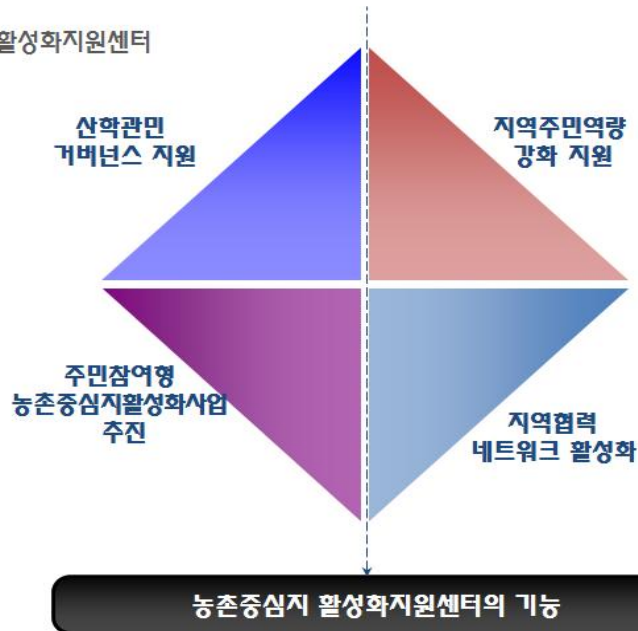 활성화지원센터
산학관민
거버넌스 지원
지역주민역량
강화 지원
주민참여형
농촌중심지활성화사업
추진
지역협력
네트워크 활성화
농촌중심지 활성화지원센터의 기능